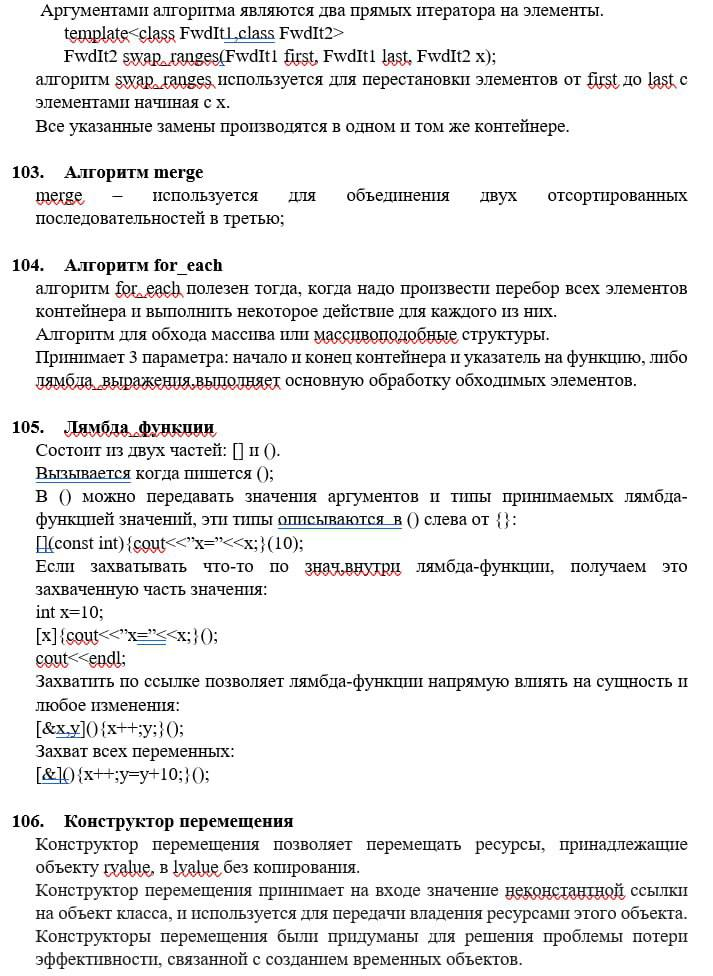 Аргументами алгоритма являются два прямых итератора на элементы.
template<class FwdIt1,class FwdIt2>
FwdIt2 swap_ranges(FwdIt1 first, FwdIt1 last, FwdIt2 x);
алгоритм swap_ranges используется для перестановки элементов от first до last с
элементами начиная с x.
Все указанные замены производятся в одном и том же контейнере.
103. Алгоритм merge
merge – используется для объединения двух отсортированных
последовательностей в третью;
104. Алгоритм for_each
алгоритм for_each полезен тогда, когда надо произвести перебор всех элементов
контейнера и выполнить некоторое действие для каждого из них.
Алгоритм для обхода массива или массивоподобные структуры.
Принимает 3 параметра: начало и конец контейнера и указатель на функцию, либо
лямбда_выражения,выполняет основную обработку обходимых элементов.
105. Лямбда_функции
Состоит из двух частей: [] и ().
Вызывается когда пишется ();
В () можно передавать значения аргументов и типы принимаемых лямбда-
функцией значений, эти типы описываются в () слева от {}:
[](const int){cout<<”x=”<<x;}(10);
Если захватывать что-то по знач,внутри лямбда-функции, получаем это
захваченную часть значения:
int x=10;
[x]{cout<<”x=”<<x;}();
cout<<endl;
Захватить по ссылке позволяет лямбда-функции напрямую влиять на сущность и
любое изменения:
[&x,y](){x++;y;}();
Захват всех переменных:
[&](){x++;y=y+10;}();
106. Конструктор перемещения
Конструктор перемещения позволяет перемещать ресурсы, принадлежащие
объекту rvalue, в lvalue без копирования.
Конструктор перемещения принимает на входе значение неконстантной ссылки
на объект класса, и используется для передачи владения ресурсами этого объекта.
Конструкторы перемещения были придуманы для решения проблемы потери
эффективности, связанной с созданием временных объектов.